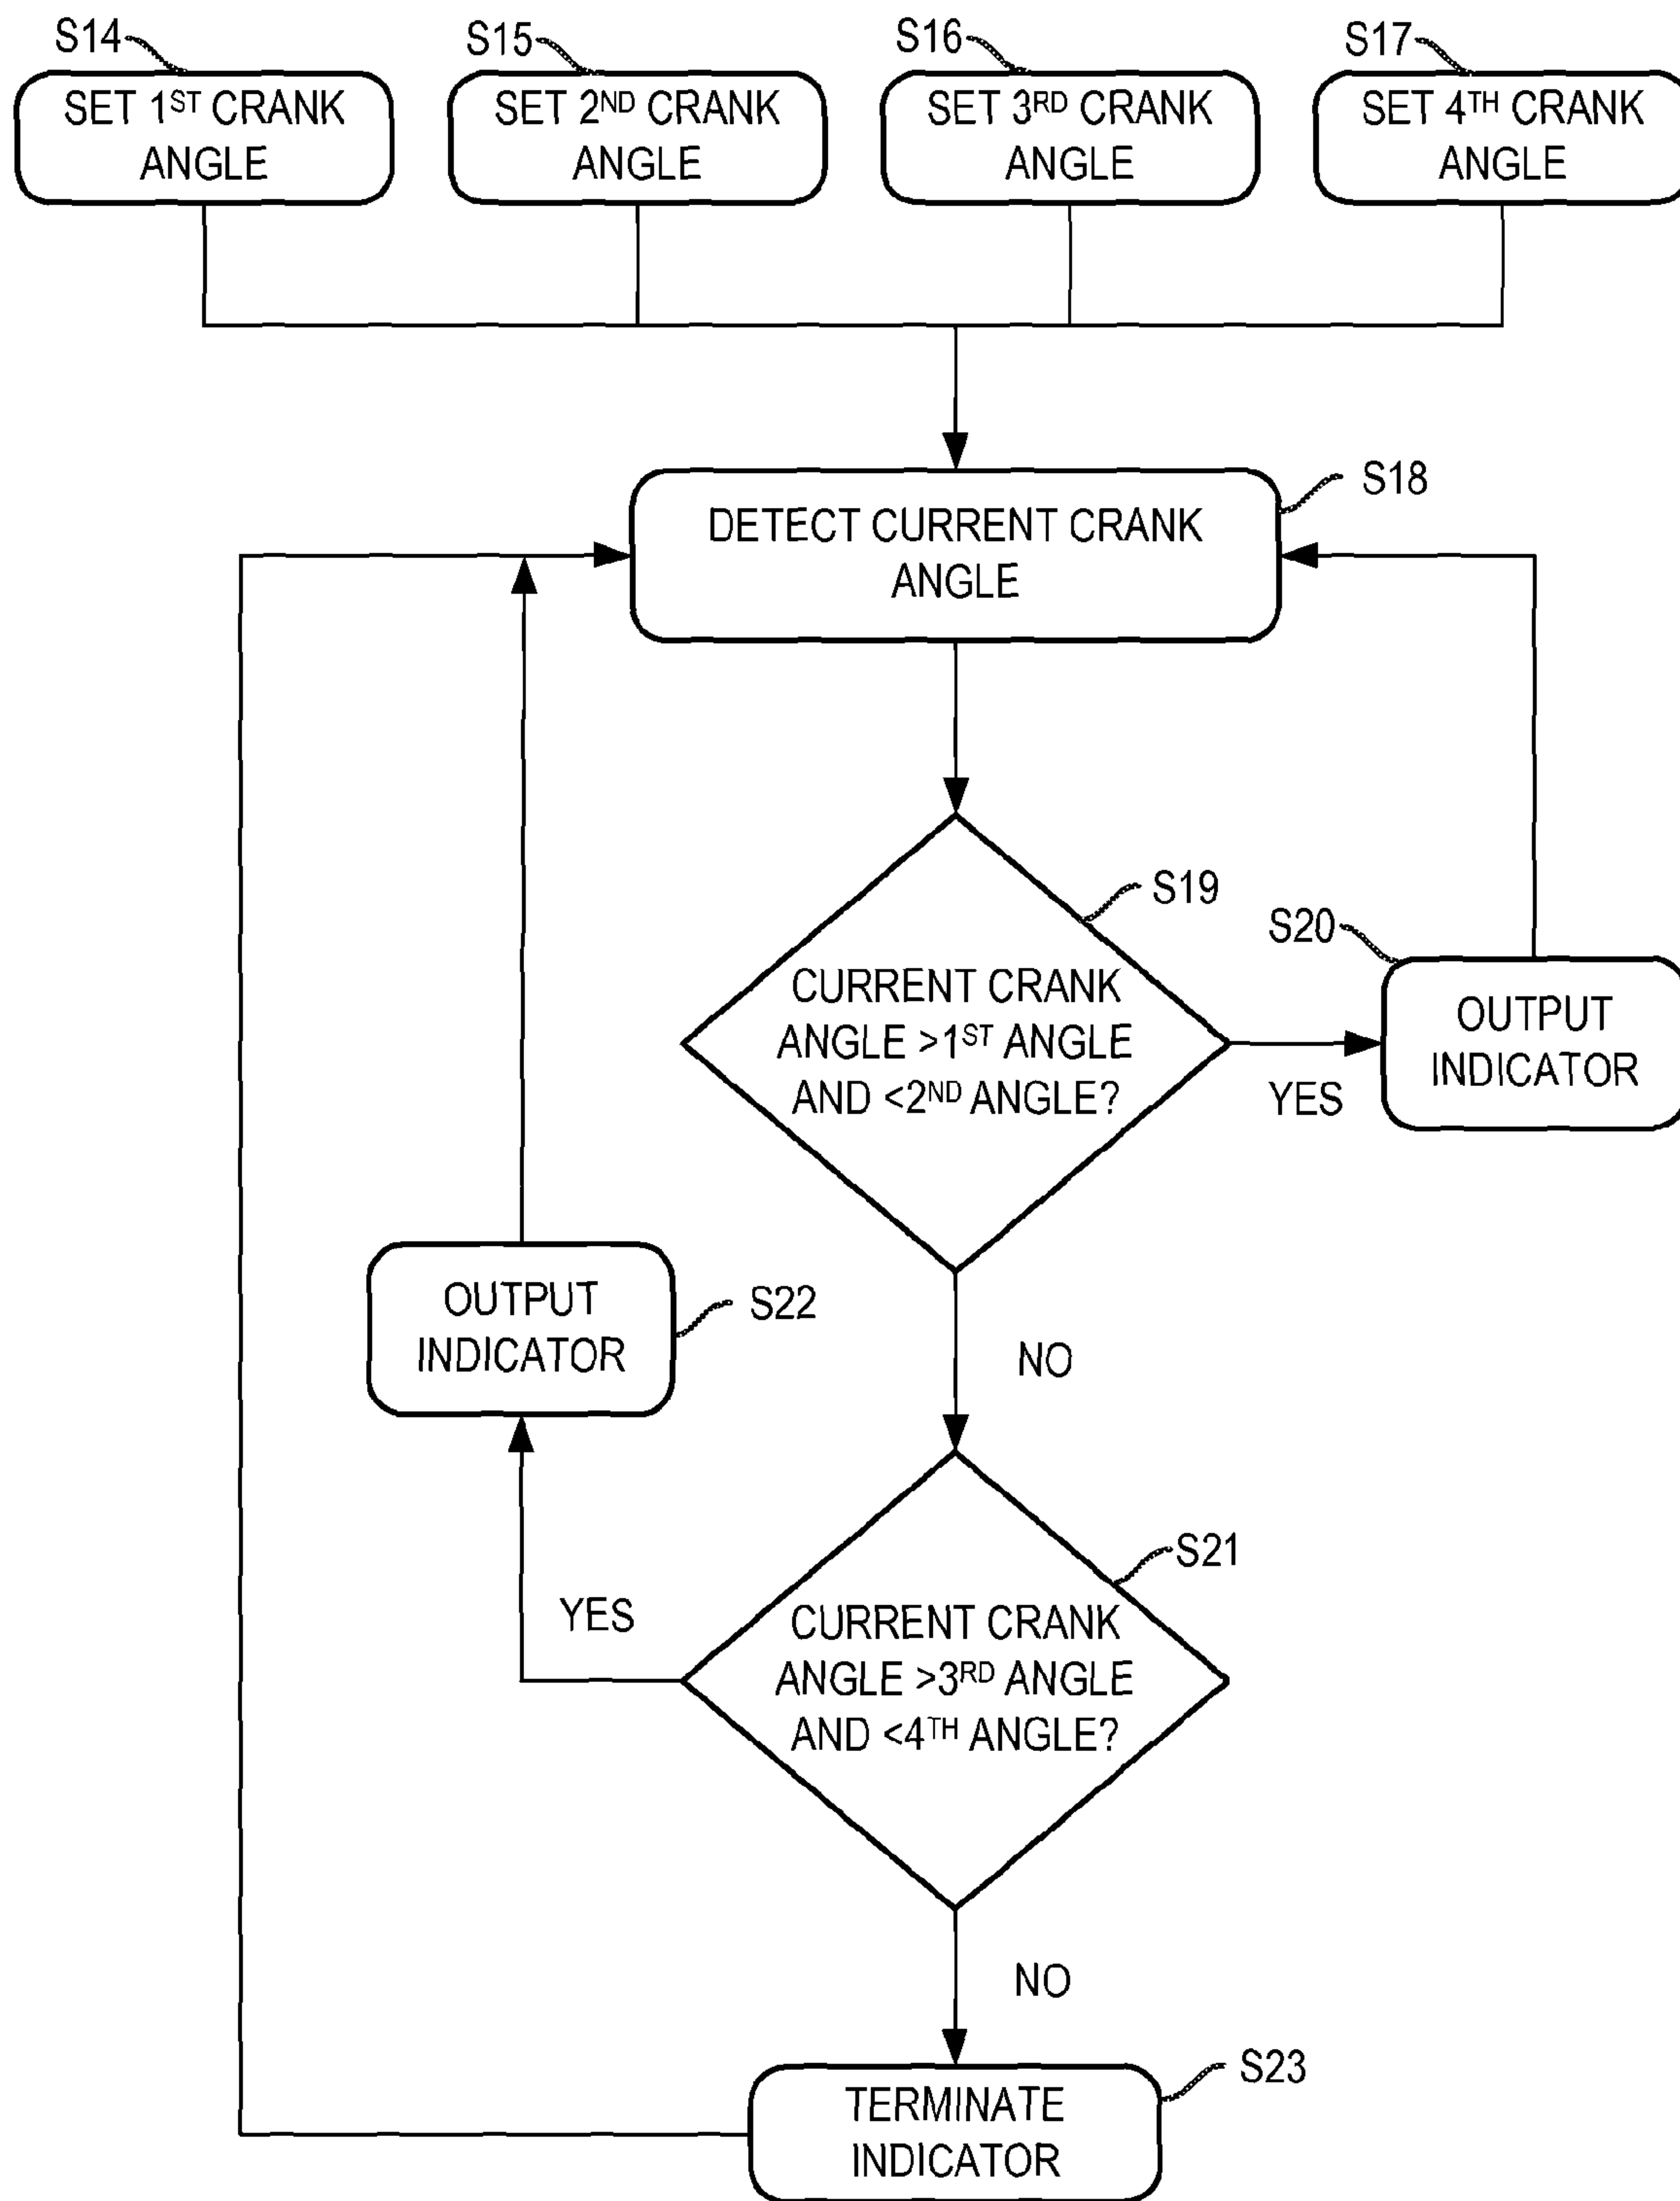 S14
S15
S16
S17
SET 1ST CRANK
ANGLE
SET 2ND CRANK
ANGLE
SET 3RD CRANK
ANGLE
SET 4TH CRANK
ANGLE
S18
DETECT CURRENT CRANK
ANGLE
S19
CURRENT CRANK
ANGLE >1ST ANGLE
AND <2ND ANGLE?
YES
S20
OUTPUT
INDICATOR
NO
S22
OUTPUT
INDICATOR
YES
S21
CURRENT CRANK
ANGLE >3RD ANGLE
AND <4TH ANGLE?
NO
S23
TERMINATE
INDICATOR